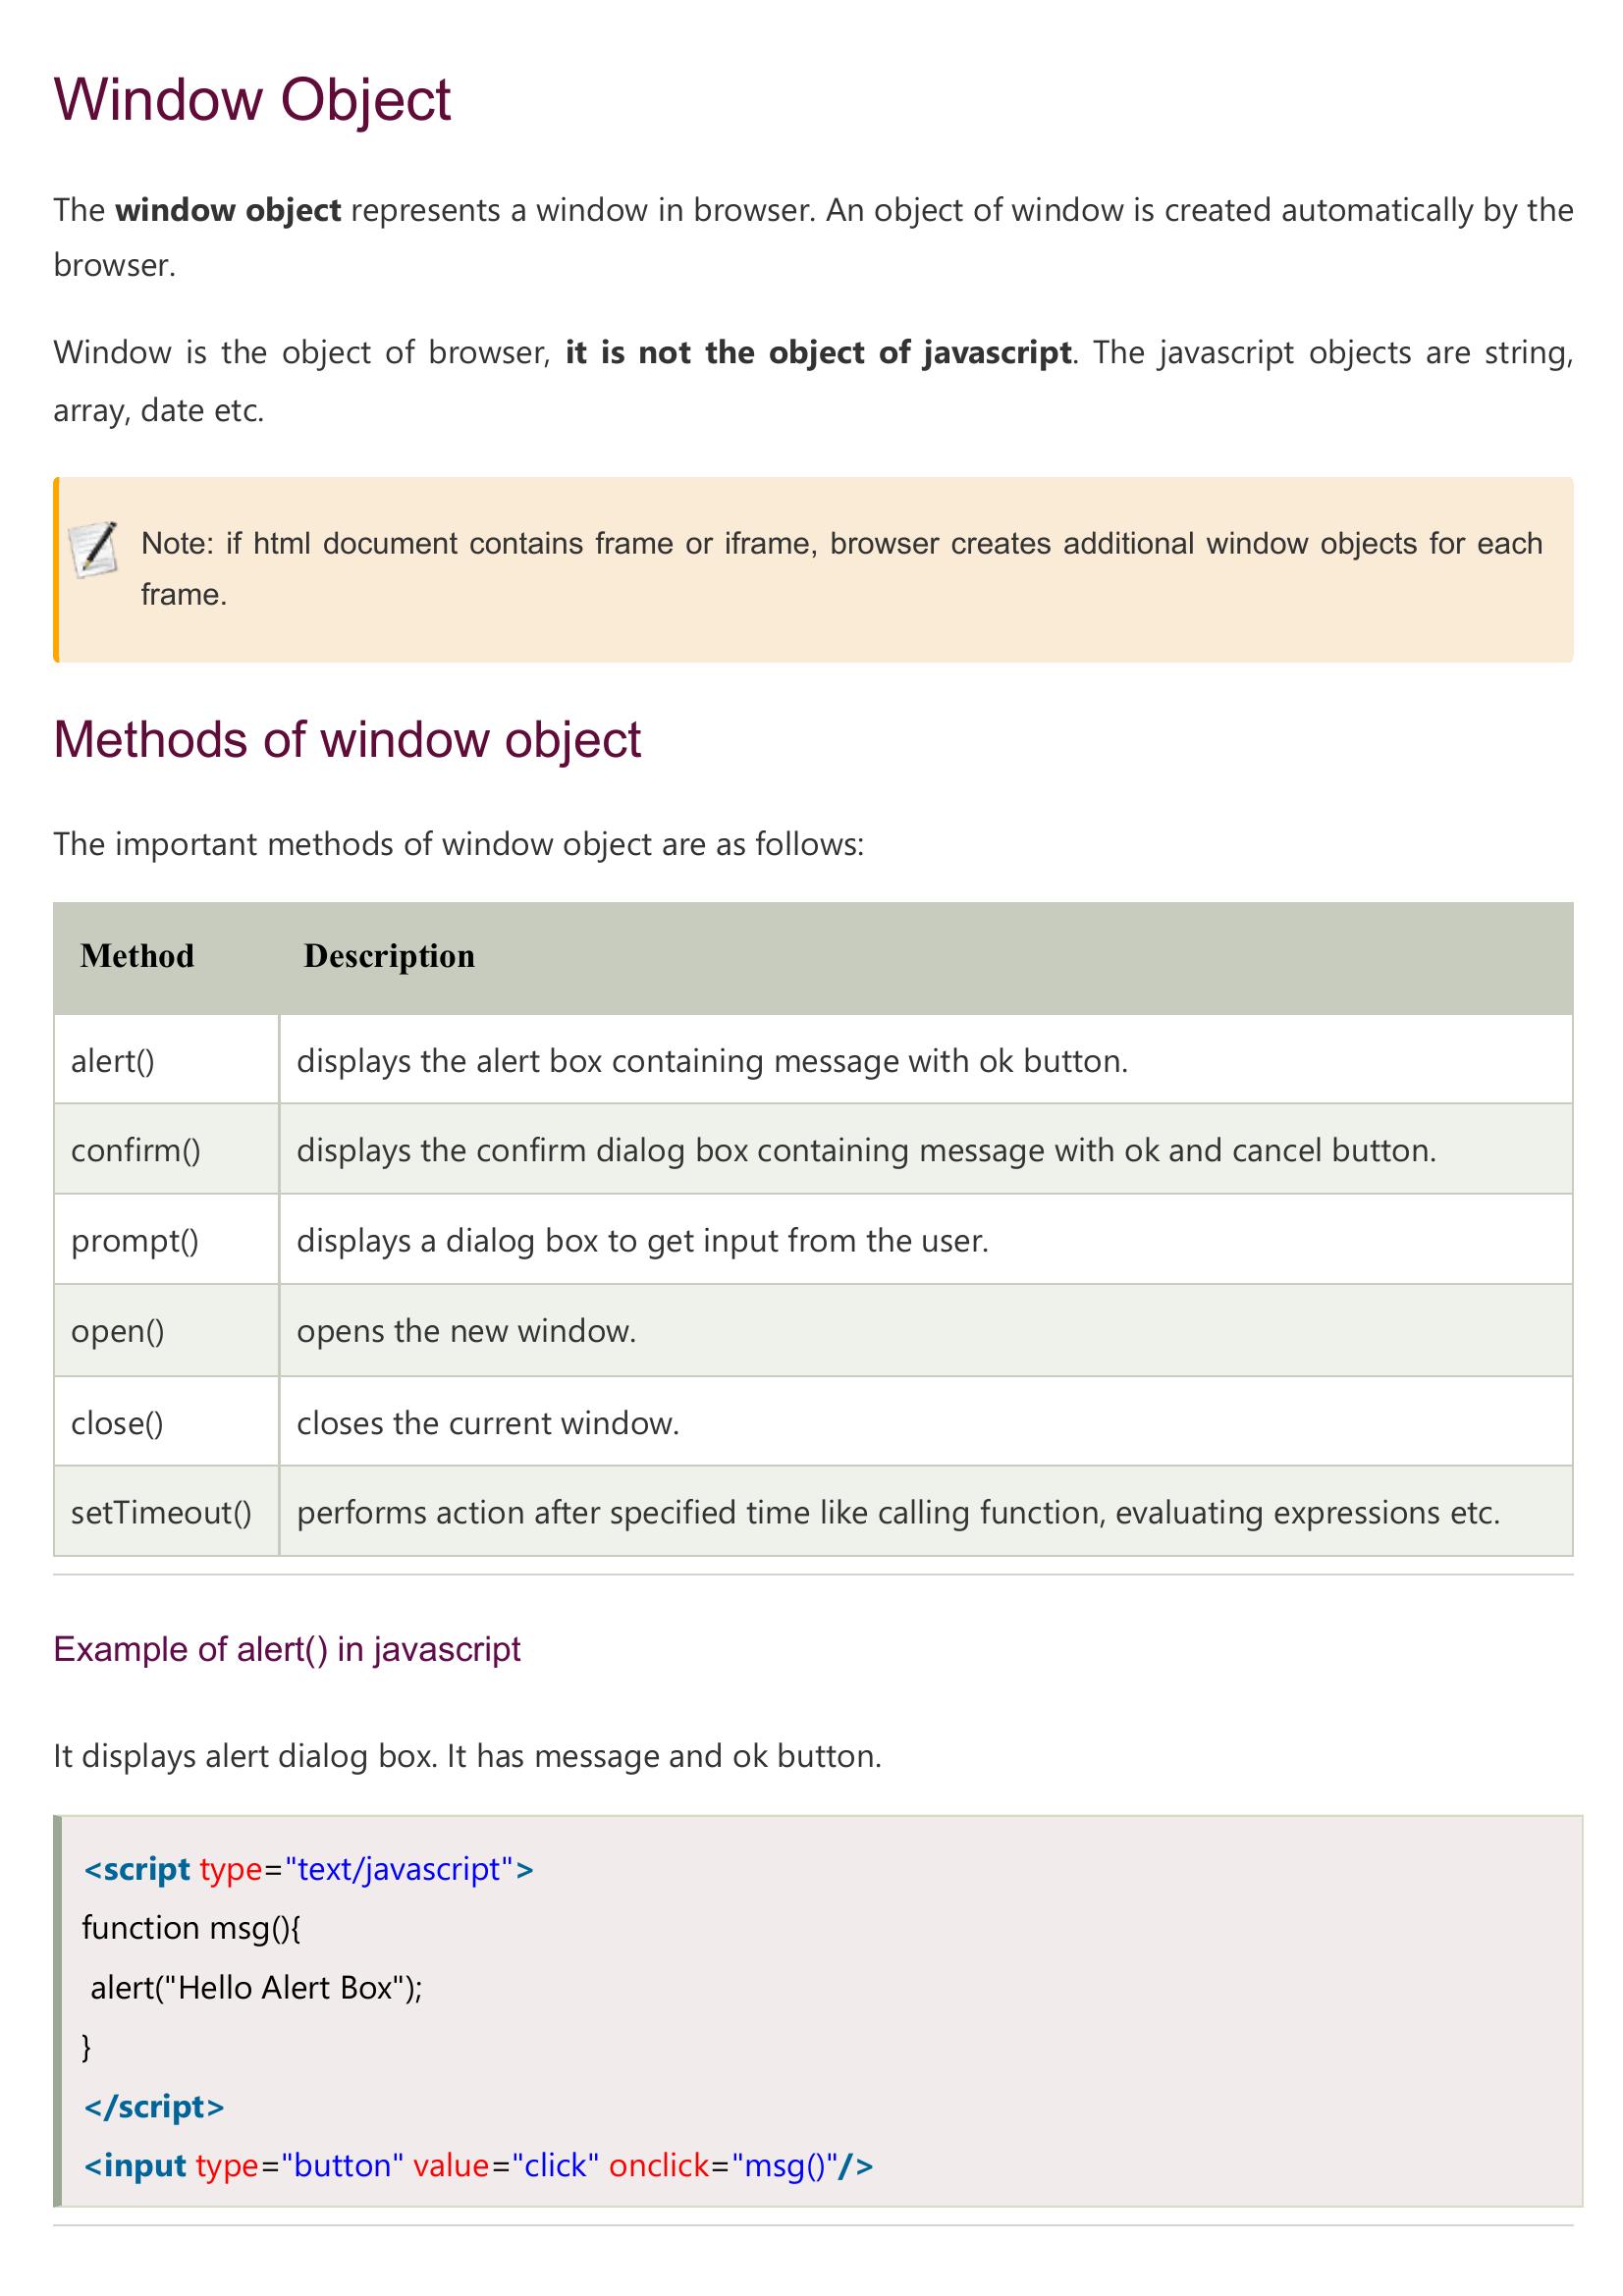 Window Object
The window object represents a window in browser. An object of window is created automatically by the
browser.
Window is the object of browser, it is not the object of javascript. The javascript objects are string,
array, date etc.
Note: if html document contains frame or iframe, browser creates additional window objects for each
frame.
Methods of window object
The important methods of window object are as follows:
Method Description
alert() displays the alert box containing message with ok button.
confirm() displays the confirm dialog box containing message with ok and cancel button.
prompt() displays a dialog box to get input from the user.
open() opens the new window.
close() closes the current window.
setTimeout() performs action after specified time like calling function, evaluating expressions etc.
Example of alert() in javascript
It displays alert dialog box. It has message and ok button.
<script type="text/javascript">
function msg(){
 alert("Hello Alert Box");
}
</script>
<input type="button" value="click" onclick="msg()"/>